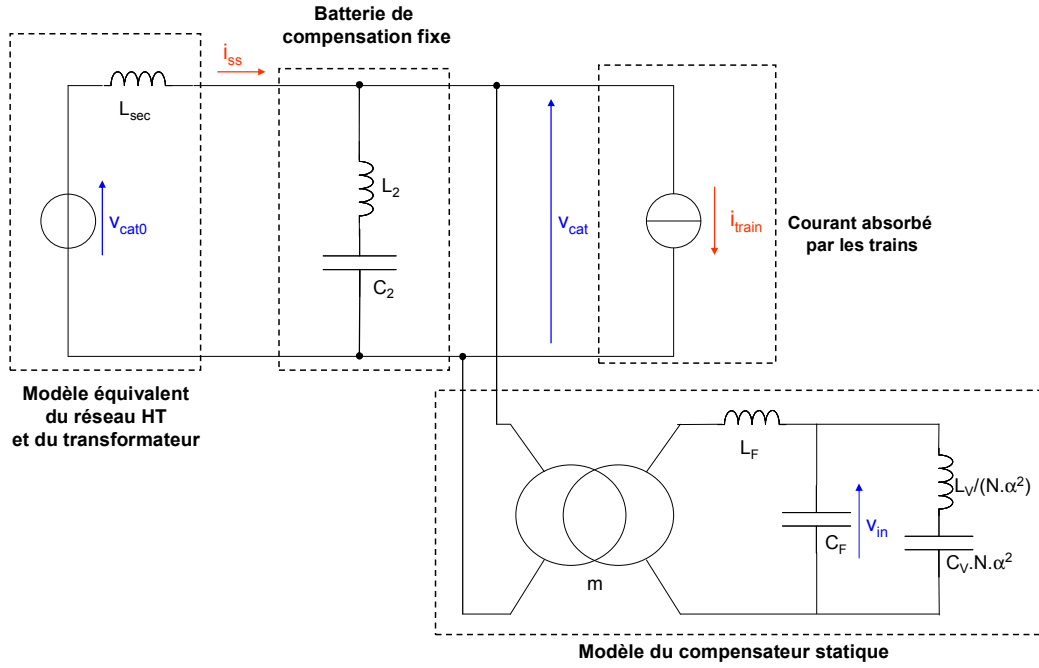 Batterie de
compensation fixe
i_ss
L_sec
v_cat0
L_2
C_2
v_cat
i_train
Courant absorbé
par les trains
Modèle équivalent
du réseau HT
et du transformateur
L_F
L_V/(N.α²)
C_F
v_in
C_V.N.α²
m
Modèle du compensateur statique